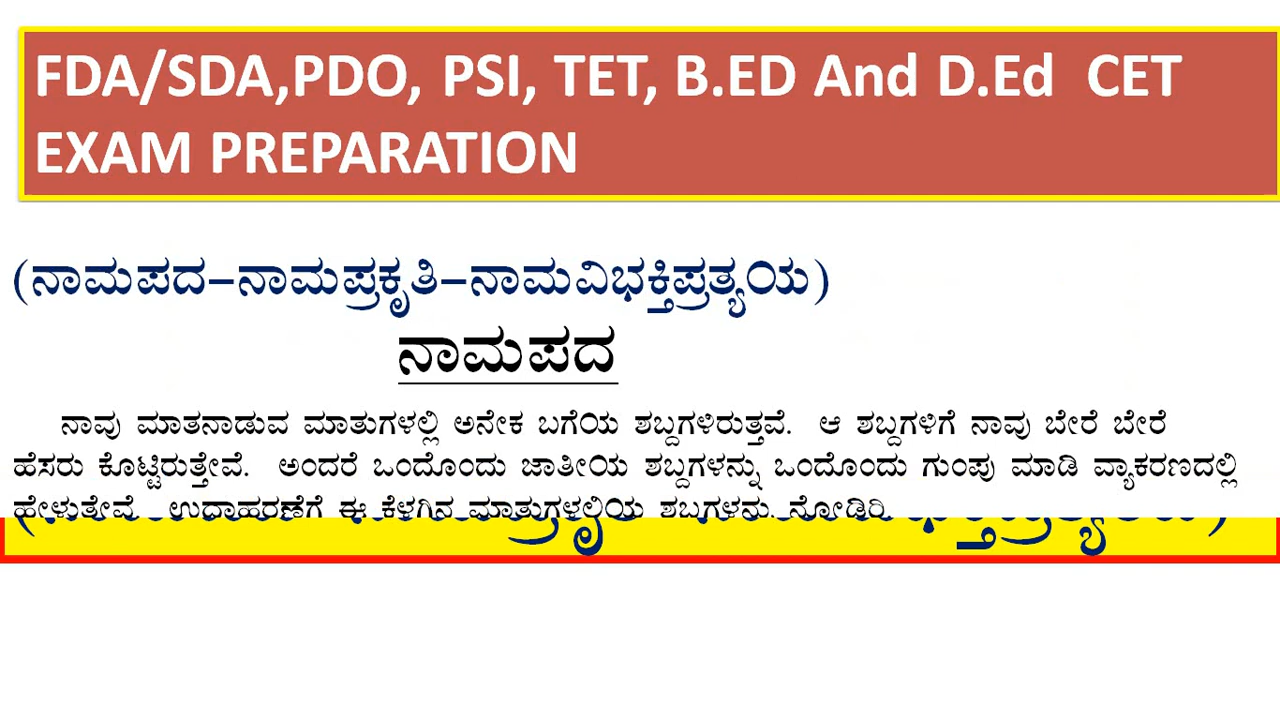 FDA/SDA,PDO, PSI, TET, B.ED And D.Ed CET
EXAM PREPARATION
(ನಾಮಪದ–ನಾಮಪ್ರಕೃತಿ–ನಾಮವಿಭಕ್ತಿಪ್ರತ್ಯಯ)
ನಾಮಪದ
ನಾವು ಮಾತನಾಡುವ ಮಾತುಗಳಲ್ಲಿ ಅನೇಕ ಬಗೆಯ ಶಬ್ದಗಳಿರುತ್ತವೆ. ಆ ಶಬ್ದಗಳಿಗೆ ನಾವು ಬೇರೆ ಬೇರೆ
ಹೆಸರು ಕೊಟ್ಟಿರುತ್ತೇವೆ. ಅಂದರೆ ಒಂದೊಂದು ಜಾತೀಯ ಶಬ್ದಗಳನ್ನು ಒಂದೊಂದು ಗುಂಪು ಮಾಡಿ ವ್ಯಾಕರಣದಲ್ಲಿ
ಹೇಳುತ್ತೇವೆ ಉದಾಹರಣೆಗೆ ಈ ಕೆಳಗಿನ ಮಾತುಗಳಲ್ಲಿಯ ಶಬ್ದಗಳನ್ನು ನೋಡಿರಿ